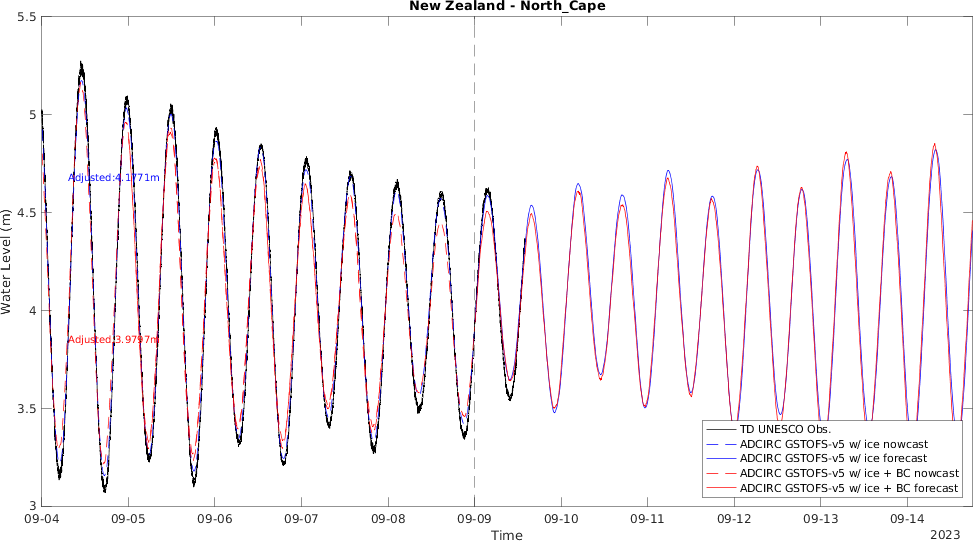 New Zealand - North_Cape
Water Level (m)
5.5
5
4.5
4
3.5
3
Adjusted:4.1771m
Adjusted:3.9797m
TD UNESCO Obs.
ADCIRC GSTOFS-v5 w/ ice nowcast
ADCIRC GSTOFS-v5 w/ ice forecast
ADCIRC GSTOFS-v5 w/ ice + BC nowcast
ADCIRC GSTOFS-v5 w/ ice + BC forecast
09-04 09-05 09-06 09-07 09-08 09-09 09-10 09-11 09-12 09-13 09-14
Time
2023